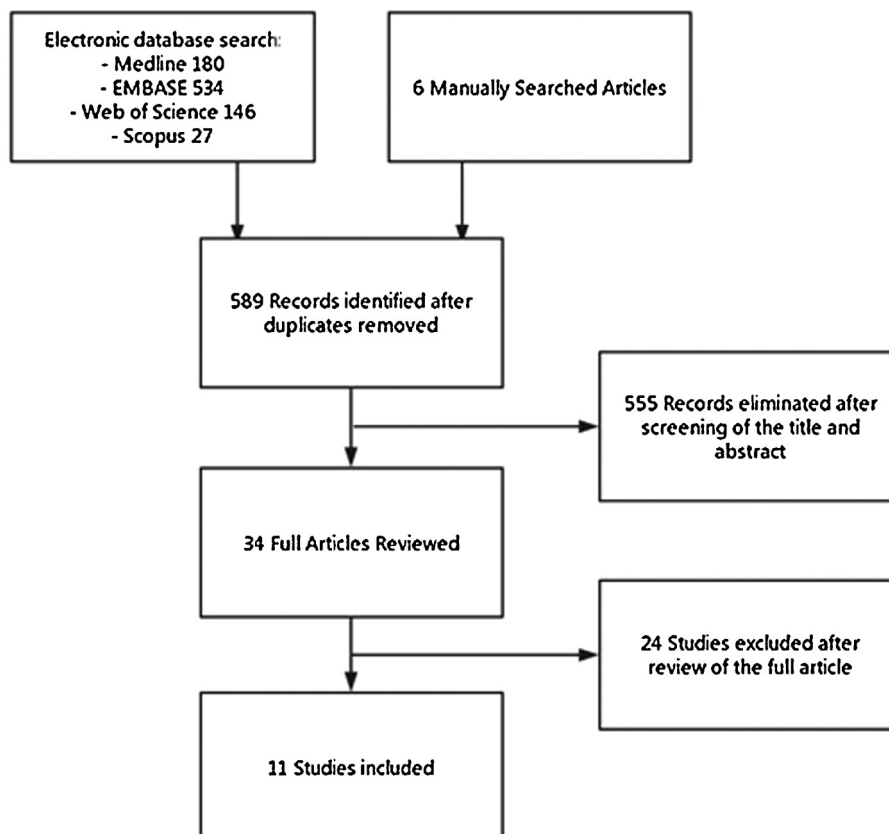 Electronic database search:
- Medline 180
- EMBASE 534
- Web of Science 146
- Scopus 27
6 Manually Searched Articles
589 Records identified after
duplicates removed
555 Records eliminated after
screening of the title and
abstract
34 Full Articles Reviewed
24 Studies excluded after
review of the full article
11 Studies included